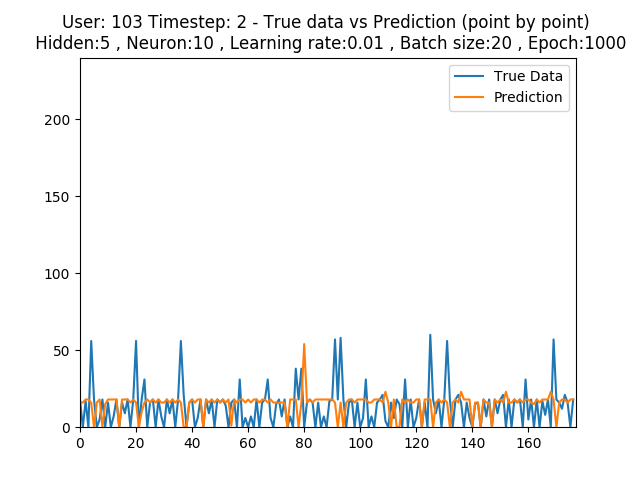 User: 103 Timestep: 2 - True data vs Prediction (point by point)
Hidden:5 , Neuron:10 , Learning rate:0.01 , Batch size:20 , Epoch:1000
True Data
Prediction
200
150
100
50
0
0 20 40 60 80 100 120 140 160